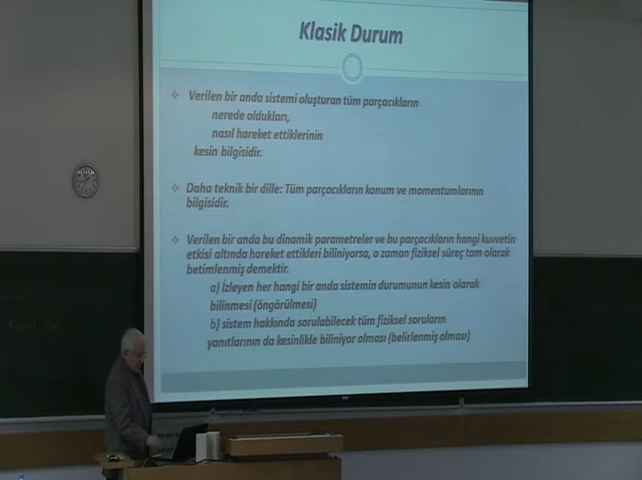 Klasik Durum
Verilen bir anda sistemi oluşturan tüm parçacıkların
nerede oldukları,
nasıl hareket ettiklerinin
kesin bilgisidir.
Daha teknik bir dille: Tüm parçacıkların konum ve momentumlarının
bilgisidir.
Verilen bir anda bu dinamik parametreler ve bu parçacıkların hangi kuvvetin
etkisi altında hareket ettikleri biliniyorsa, o zaman fiziksel süreç tam olarak
betimlenmiş demektir.
a) İzleyen her hangi bir anda sistemin durumunun kesin olarak
bilinmesi (öngörülmesi)
b) sistem hakkında sorulabilecek tüm fiziksel soruların
yanıtlarının da kesinlikle biliniyor olması (belirlenmiş olması)